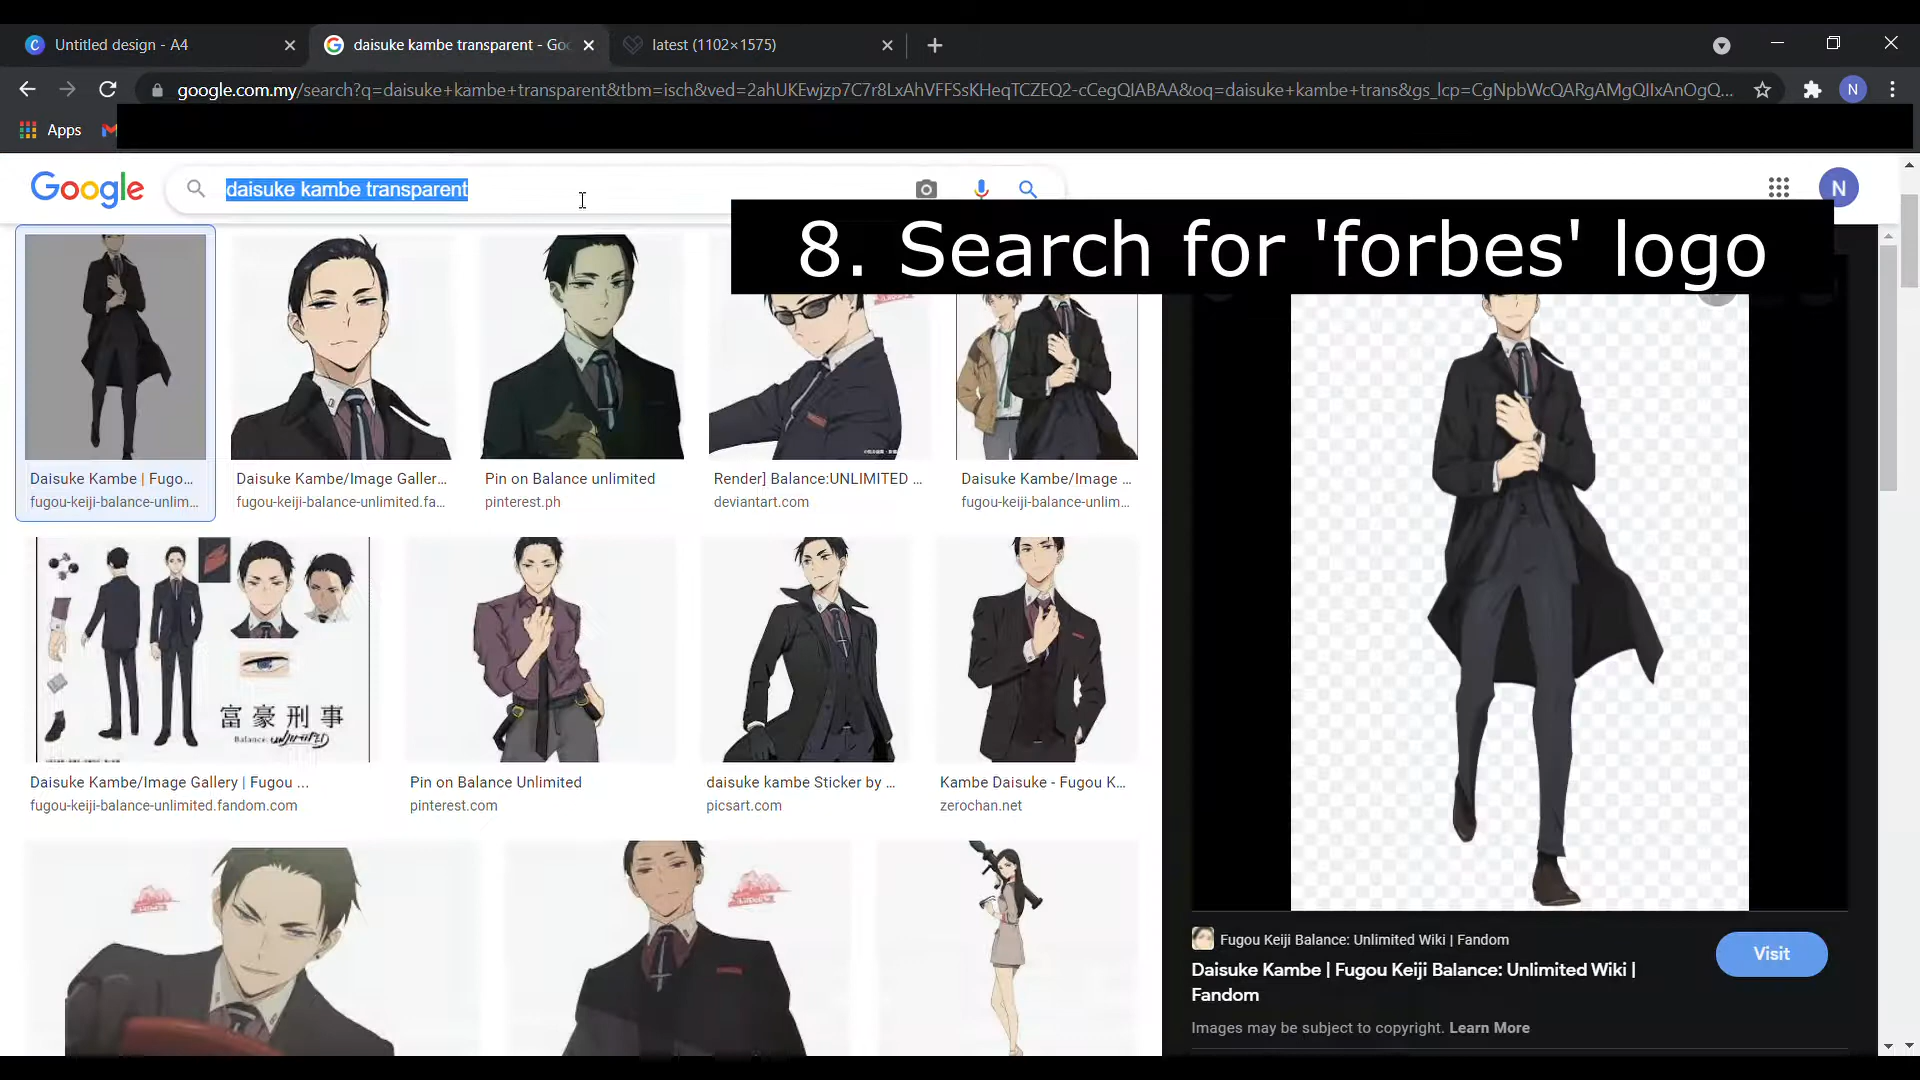 Untitled design - A4
daisuke kambe transparent - Goo
latest (1102×1575)
google.com.my/search?q=daisuke+kambe+transparent&tbm=isch&ved=2ahUKEwjzp7C7r8LxAhVFFSsKHeqTCZEQ2-cCegQIABAA&oq=daisuke+kambe+trans&gs_lcp=CgNpbWcQARgAMgQIIxAnOgQ...
N
Apps
Google
daisuke kambe transparent
N
8. Search for 'forbes' logo
Daisuke Kambe | Fugo...
fugou-keiji-balance-unlim...
Daisuke Kambe/Image Galler...
fugou-keiji-balance-unlimited.fa...
Pin on Balance unlimited
pinterest.ph
Render] Balance:UNLIMITED ...
deviantart.com
Daisuke Kambe/Image ...
fugou-keiji-balance-unlim...
富豪刑事
Balance: UNLIMITED
Daisuke Kambe/Image Gallery | Fugou ...
fugou-keiji-balance-unlimited.fandom.com
Pin on Balance Unlimited
pinterest.com
daisuke kambe Sticker by ...
picsart.com
Kambe Daisuke - Fugou K...
zerochan.net
Fugou Keiji Balance: Unlimited Wiki | Fandom
Visit
Daisuke Kambe | Fugou Keiji Balance: Unlimited Wiki |
Fandom
Images may be subject to copyright. Learn More